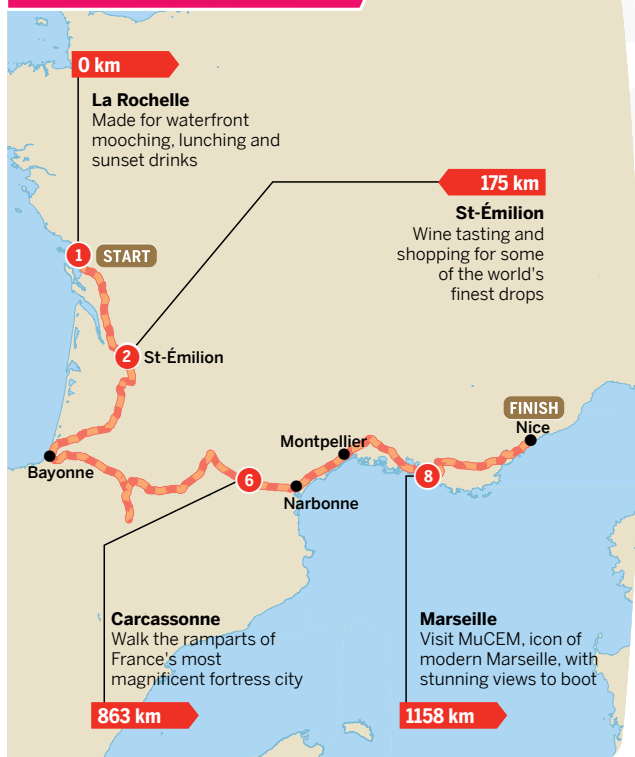 0 km
La Rochelle
Made for waterfront
mooching, lunching and
sunset drinks
175 km
St-Émilion
Wine tasting and
shopping for some
of the world's
finest drops
1
START
2
St-Émilion
FINISH
Nice
Montpellier
Bayonne
6
8
Narbonne
Carcassonne
Walk the ramparts of
France's most
magnificent fortress city
863 km
Marseille
Visit MuCEM, icon of
modern Marseille, with
stunning views to boot
1158 km